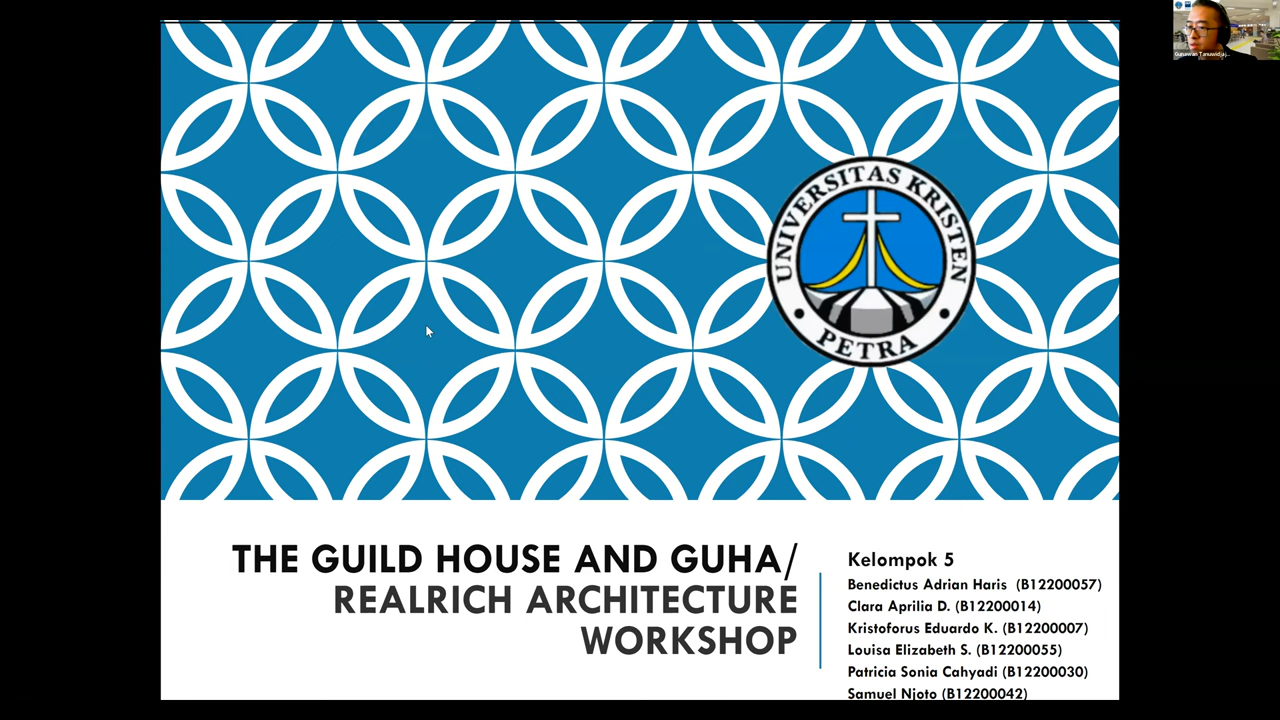 UNIVERSITAS KRISTEN
PETRA
THE GUILD HOUSE AND GUHA/
REALRICH ARCHITECTURE
WORKSHOP
Kelompok 5
Benedictus Adrian Haris (B12200057)
Clara Aprilia D. (B12200014)
Kristoforus Eduardo K. (B12200007)
Louisa Elizabeth S. (B12200055)
Patricia Sonia Cahyadi (B12200030)
Samuel Njoto (B12200042)